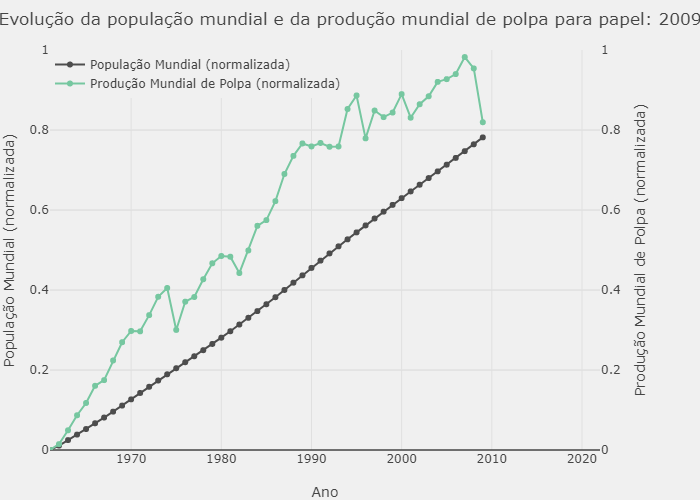 Evolução da população mundial e da produção mundial de polpa para papel: 2009
População Mundial (normalizada)
Produção Mundial de Polpa (normalizada)
População Mundial (normalizada)
1
0.8
0.6
0.4
0.2
0
1
0.8
0.6
0.4
0.2
0
Produção Mundial de Polpa (normalizada)
1970 1980 1990 2000 2010 2020
Ano